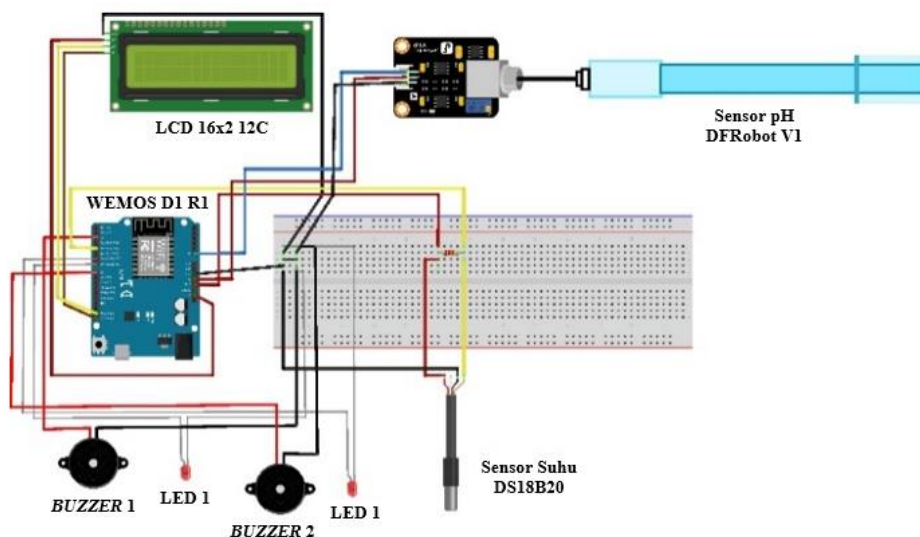 LCD 16x2 12C
Sensor pH
DFRobot V1
WEMOS D1 R1
Sensor Suhu
DS18B20
BUZZER 1
LED 1
BUZZER 2
LED 1